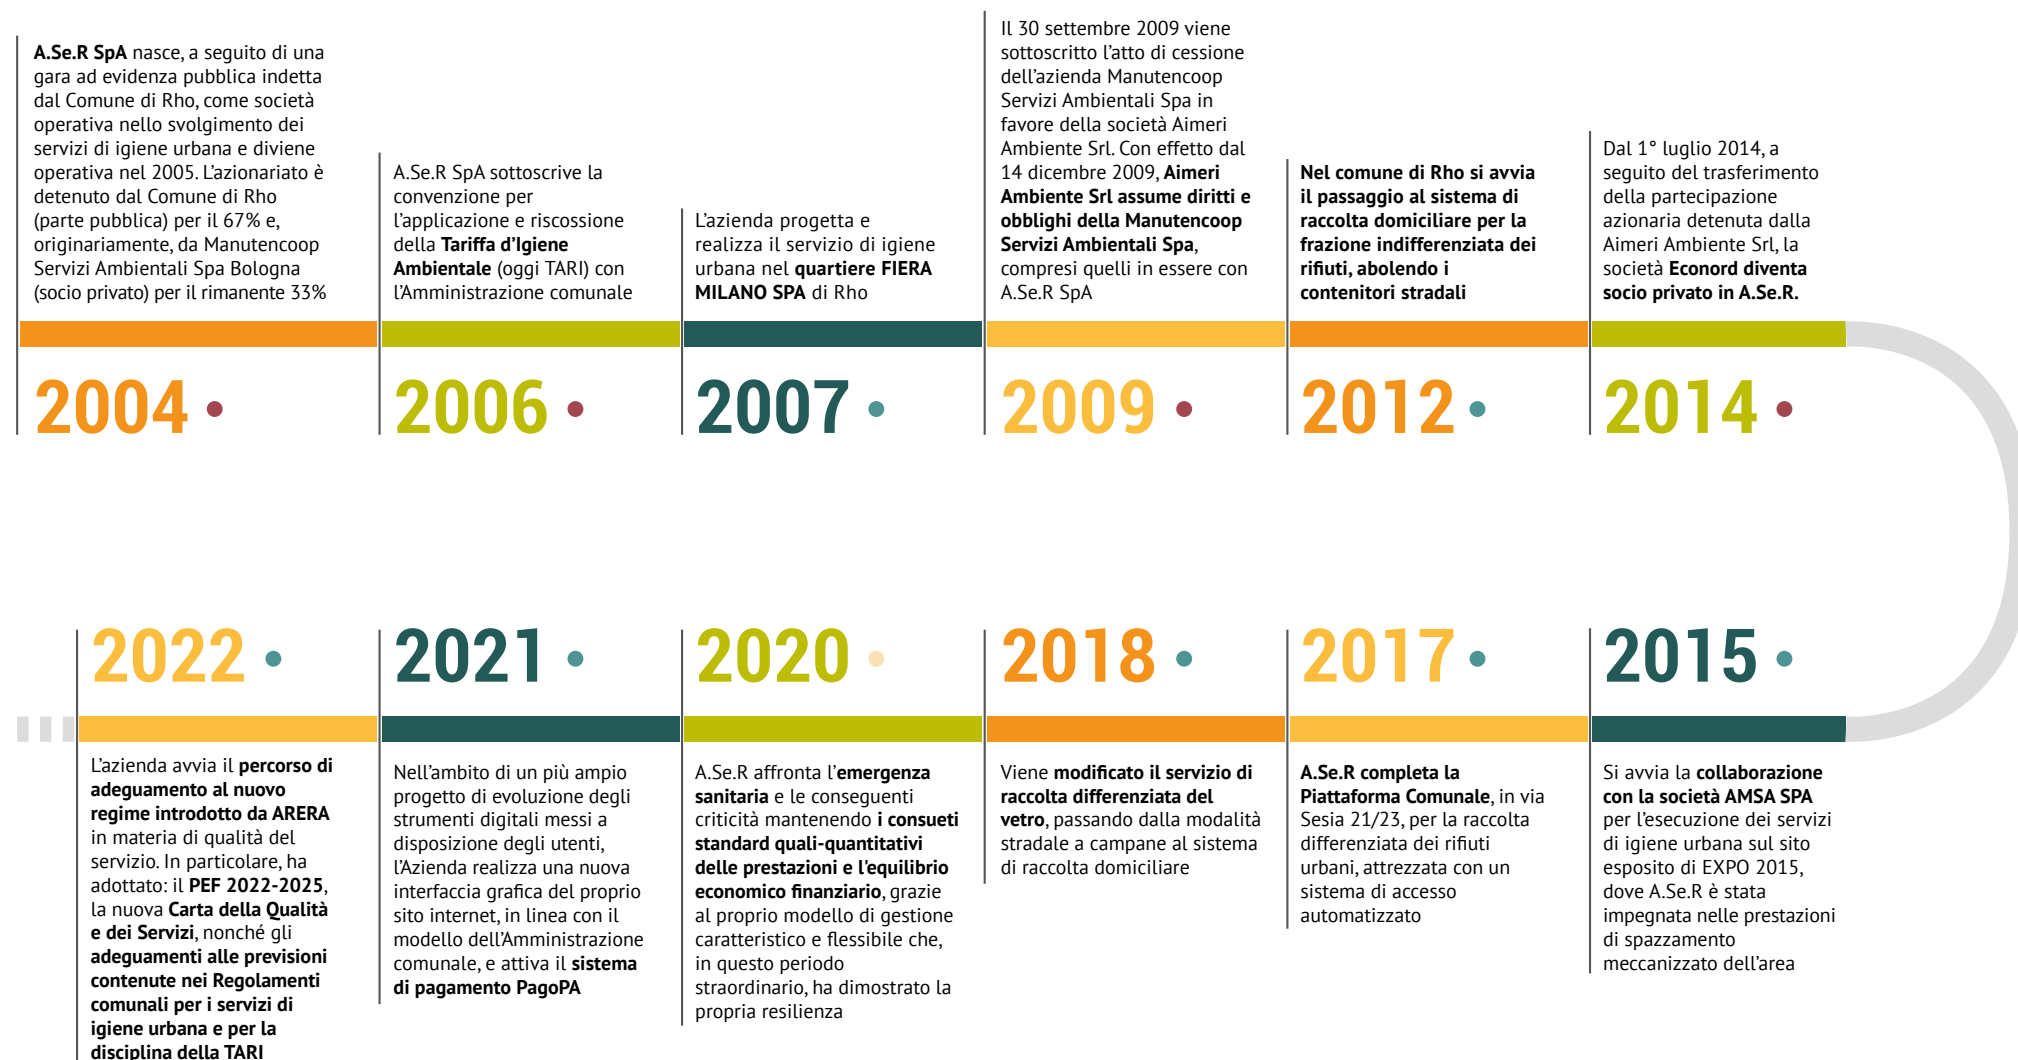 A.Se.R SpA nasce, a seguito di una
gara ad evidenza pubblica indetta
dal Comune di Rho, come società
operativa nello svolgimento dei
servizi di igiene urbana e diviene
operativa nel 2005. L'azionariato è
detenuto dal Comune di Rho
(parte pubblica) per il 67% e,
originariamente, da Manutencoop
Servizi Ambientali Spa Bologna
(socio privato) per il rimanente 33%
2004
A.Se.R SpA sottoscrive la
convenzione per
l'applicazione e riscossione
della Tariffa d'Igiene
Ambientale (oggi TARI) con
l'Amministrazione comunale
2006
L'azienda progetta e
realizza il servizio di igiene
urbana nel quartiere FIERA
MILANO SPA di Rho
2007
Il 30 settembre 2009 viene
sottoscritto l'atto di cessione
dell'azienda Manutencoop
Servizi Ambientali Spa in
favore della società Aimeri
Ambiente Srl. Con effetto dal
14 dicembre 2009, Aimeri
Ambiente Srl assume diritti e
obblighi della Manutencoop
Servizi Ambientali Spa,
compresi quelli in essere con
A.Se.R SpA
2009
Nel comune di Rho si avvia
il passaggio al sistema di
raccolta domiciliare per la
frazione indifferenziata dei
rifiuti, abolendo i
contenitori stradali
2012
Dal 1° luglio 2014, a
seguito del trasferimento
della partecipazione
azionaria detenuta dalla
Aimeri Ambiente Srl, la
società Econord diventa
socio privato in A.Se.R.
2014
2015
Si avvia la collaborazione
con la società AMSA SPA
per l'esecuzione dei servizi
di igiene urbana sul sito
esposito di EXPO 2015,
dove A.Se.R è stata
impegnata nelle prestazioni
di spazzamento
meccanizzato dell'area
2017
A.Se.R completa la
Piattaforma Comunale, in via
Sesia 21/23, per la raccolta
differenziata dei rifiuti
urbani, attrezzata con un
sistema di accesso
automatizzato
2018
Viene modificato il servizio di
raccolta differenziata del
vetro, passando dalla modalità
stradale a campane al sistema
di raccolta domiciliare
2020
A.Se.R affronta l'emergenza
sanitaria e le conseguenti
criticità mantenendo i consueti
standard quali-quantitativi
delle prestazioni e l'equilibrio
economico finanziario, grazie
al proprio modello di gestione
caratteristico e flessibile che,
in questo periodo
straordinario, ha dimostrato la
propria resilienza
2021
Nell'ambito di un più ampio
progetto di evoluzione degli
strumenti digitali messi a
disposizione degli utenti,
l'Azienda realizza una nuova
interfaccia grafica del proprio
sito internet, in linea con il
modello dell'Amministrazione
comunale, e attiva il sistema
di pagamento PagoPA
2022
L'azienda avvia il percorso di
adeguamento al nuovo
regime introdotto da ARERA
in materia di qualità del
servizio. In particolare, ha
adottato: il PEF 2022-2025,
la nuova Carta della Qualità
e dei Servizi, nonché gli
adeguamenti alle previsioni
contenute nei Regolamenti
comunali per i servizi di
igiene urbana e per la
disciplina della TARI